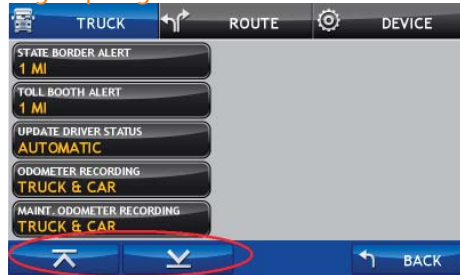 TRUCK
ROUTE
DEVICE
STATE BORDER ALERT
1 MI
TOLL BOOTH ALERT
1 MI
UPDATE DRIVER STATUS
AUTOMATIC
ODOMETER RECORDING
TRUCK & CAR
MAINT. ODOMETER RECORDING
TRUCK & CAR
BACK